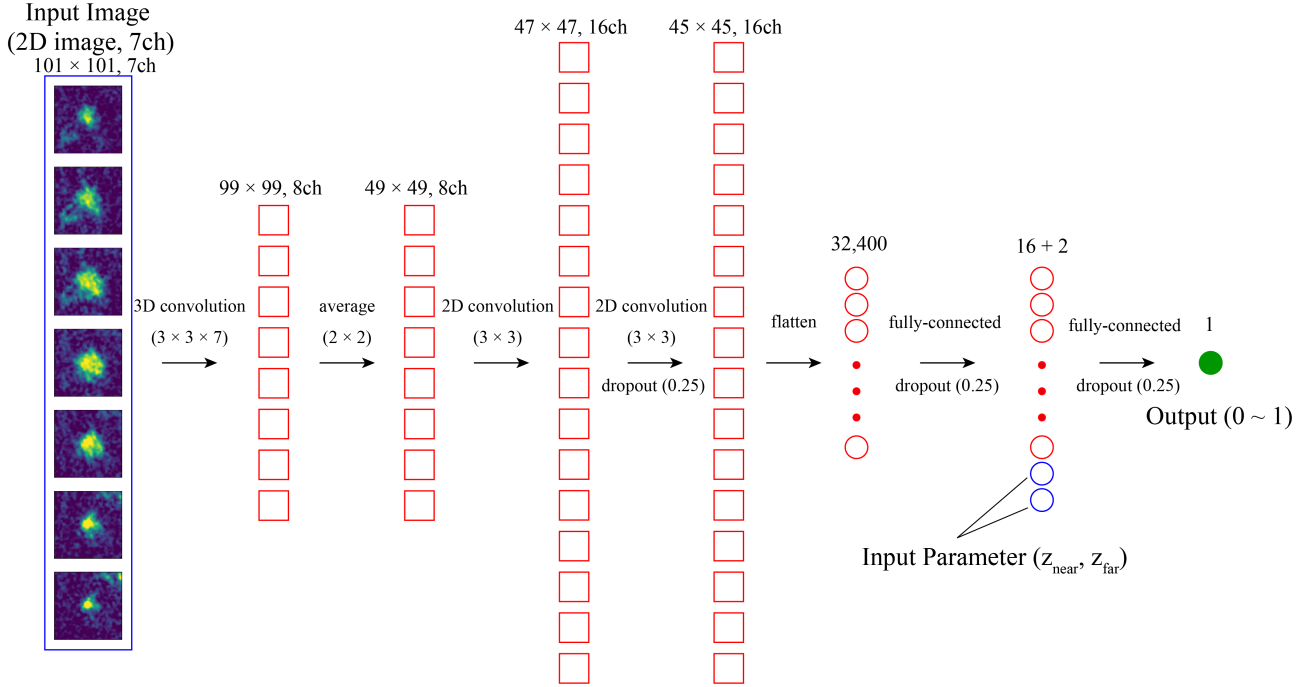 Input Image
(2D image, 7ch)
101 × 101, 7ch
3D convolution
(3 × 3 × 7)
99 × 99, 8ch
average
(2 × 2)
49 × 49, 8ch
2D convolution
(3 × 3)
47 × 47, 16ch
2D convolution
(3 × 3)
dropout (0.25)
45 × 45, 16ch
flatten
32,400
fully-connected
dropout (0.25)
16 + 2
Input Parameter (z_near, z_far)
fully-connected
dropout (0.25)
1
Output (0 ~ 1)